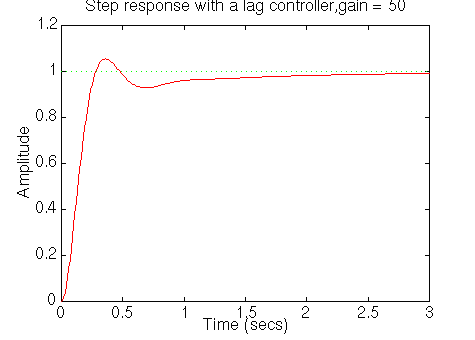 Step response with a lag controller,gain = 50
1.2
1
0.8
0.6
0.4
0.2
0
Amplitude
0 0.5 1 1.5 2 2.5 3
Time (secs)